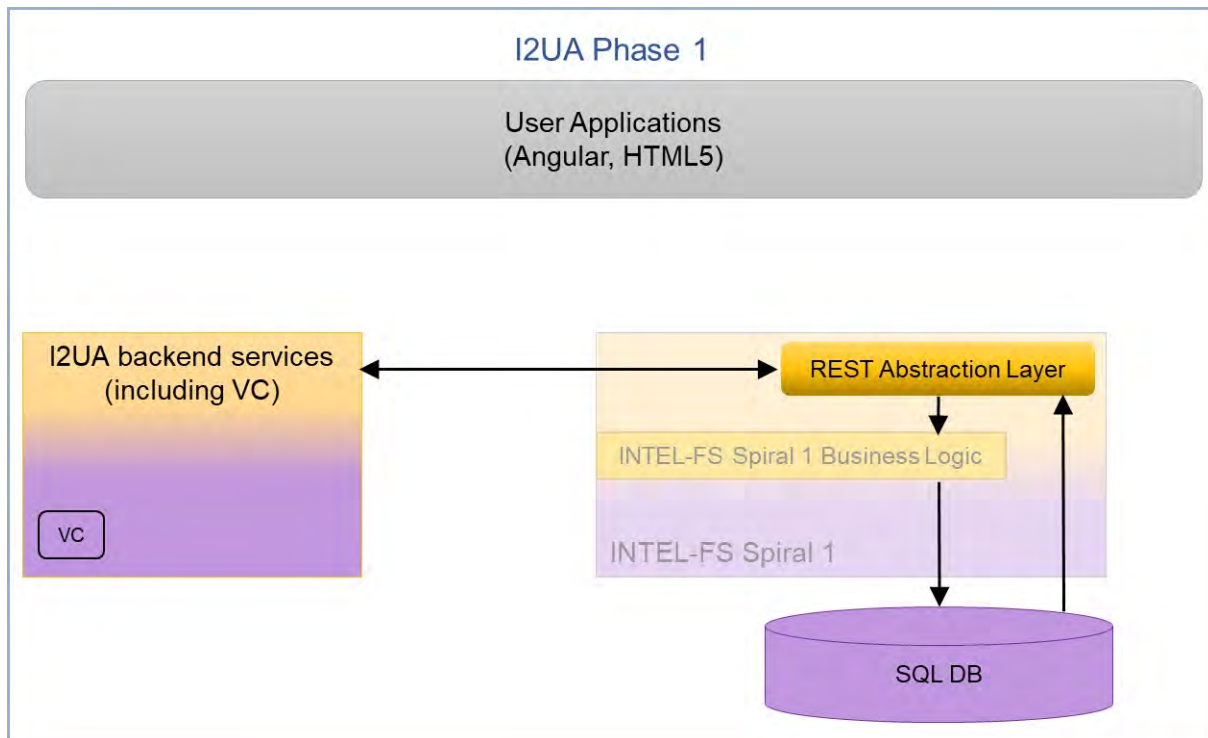 I2UA Phase 1
User Applications
(Angular, HTML5)
I2UA backend services
(including VC)
REST Abstraction Layer
INTEL-FS Spiral 1 Business Logic
VC
INTEL-FS Spiral 1
SQL DB